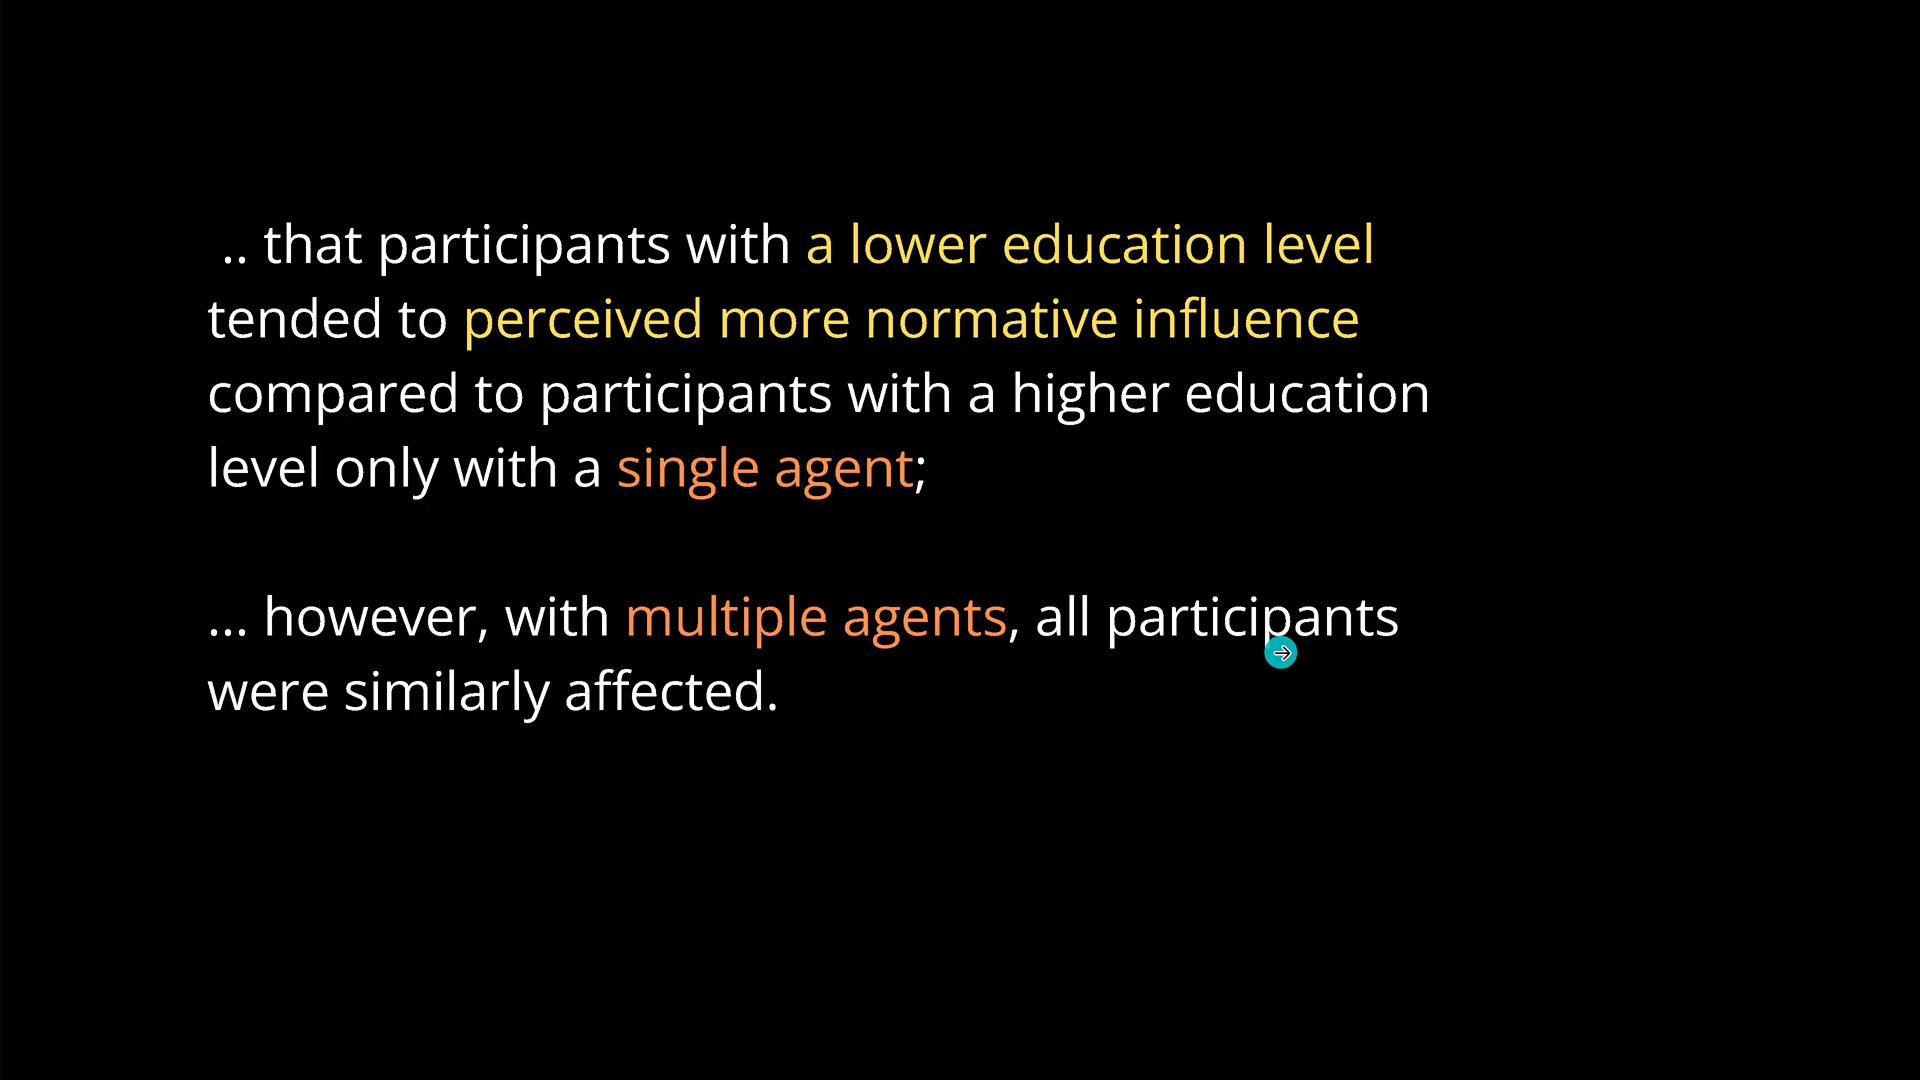 .. that participants with a lower education level
tended to perceived more normative influence
compared to participants with a higher education
level only with a single agent;
... however, with multiple agents, all participants
were similarly affected.